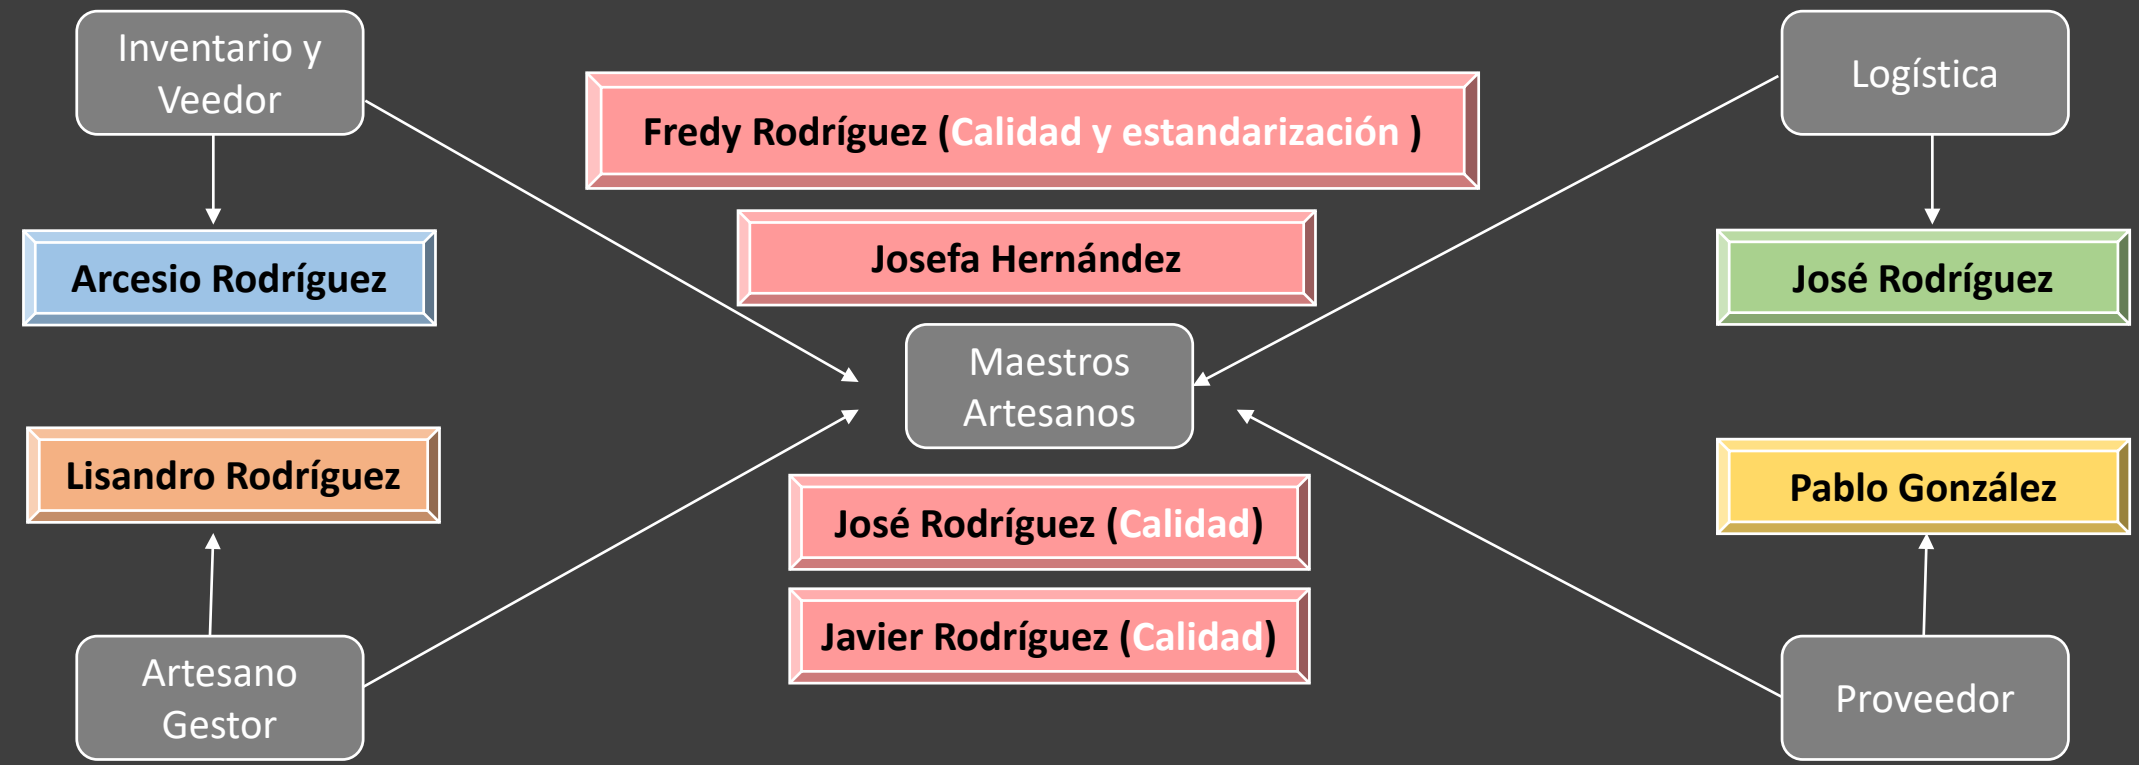 Inventario y
Veedor
Logística
Fredy Rodríguez (Calidad y estandarización )
Josefa Hernández
Arcesio Rodríguez
José Rodríguez
Maestros
Artesanos
Lisandro Rodríguez
Pablo González
José Rodríguez (Calidad)
Javier Rodríguez (Calidad)
Artesano
Gestor
Proveedor